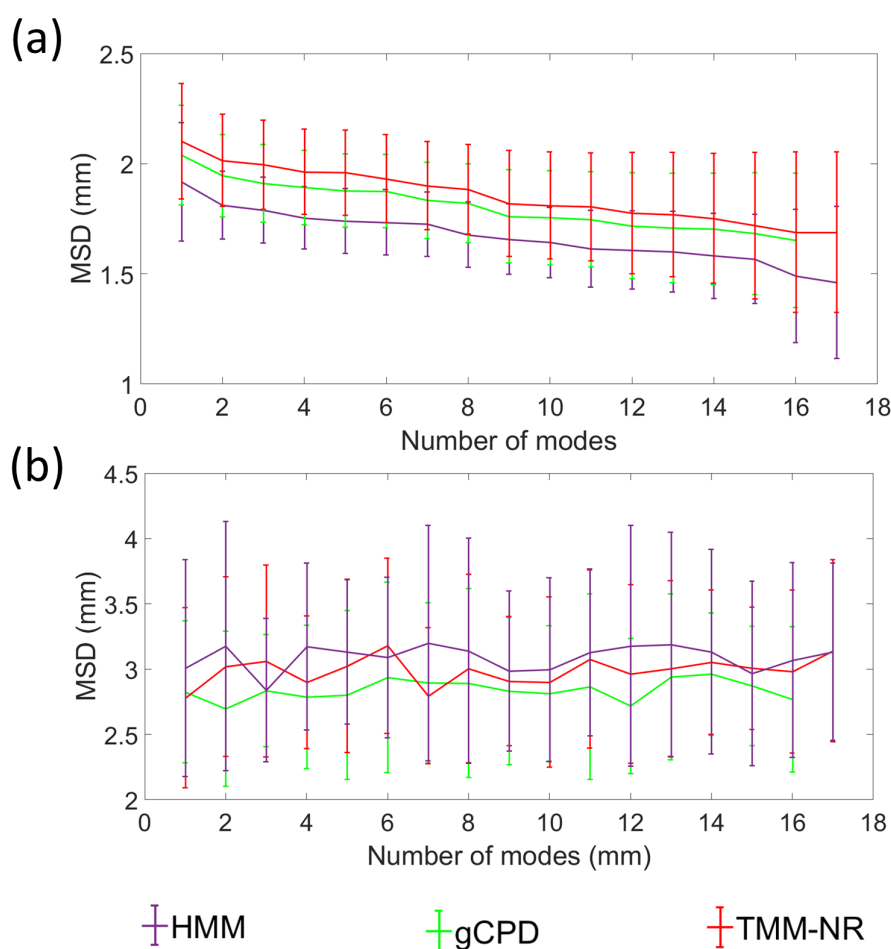 (a)
2.5
2
1.5
1
MSD (mm)
0 2 4 6 8 10 12 14 16 18
Number of modes
(b)
4.5
4
3.5
3
2.5
2
MSD (mm)
0 2 4 6 8 10 12 14 16 18
Number of modes (mm)
HMM gCPD TMM-NR